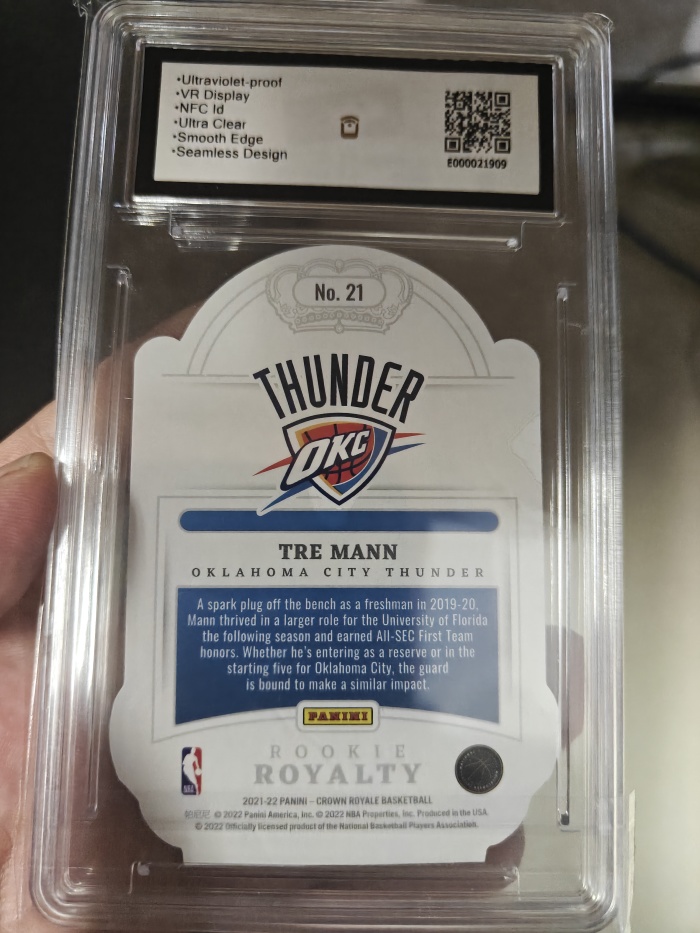 •Ultraviolet-proof
•VR Display
•NFC Id
•Ultra Clear
•Smooth Edge
•Seamless Design
E000021909
No. 21
THUNDER
OKC
TRE MANN
OKLAHOMA CITY THUNDER
A spark plug off the bench as a freshman in 2019-20,
Mann thrived in a larger role for the University of Florida
the following season and earned All-SEC First Team
honors. Whether he's entering as a reserve or in the
starting five for Oklahoma City, the guard
is bound to make a similar impact.
PANINI
ROOKIE
ROYALTY
NBA
2021-22 PANINI – CROWN ROYALE BASKETBALL
© 2022 Panini America, Inc. © 2022 NBA Properties, Inc. Produced in the USA.
© 2022 Officially licensed product of the National Basketball Players Association.